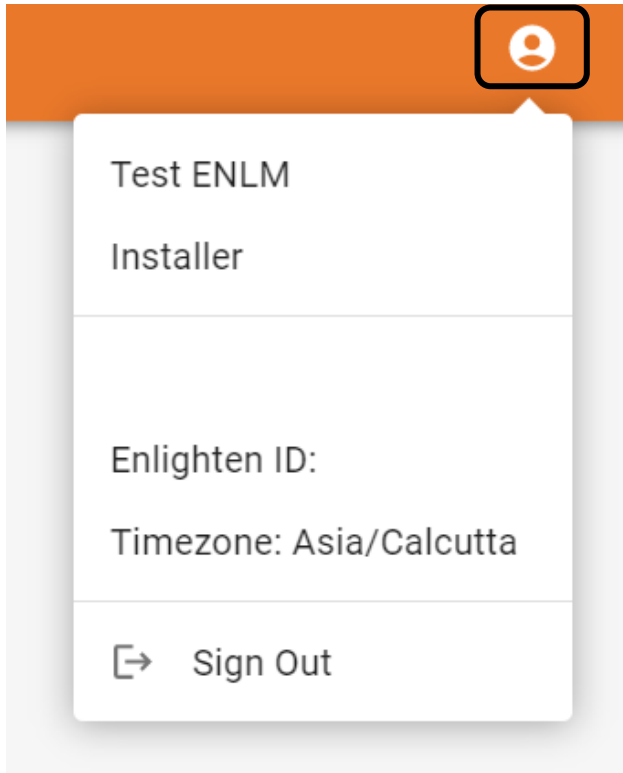 Test ENLM
Installer
Enlighten ID:
Timezone: Asia/Calcutta
Sign Out